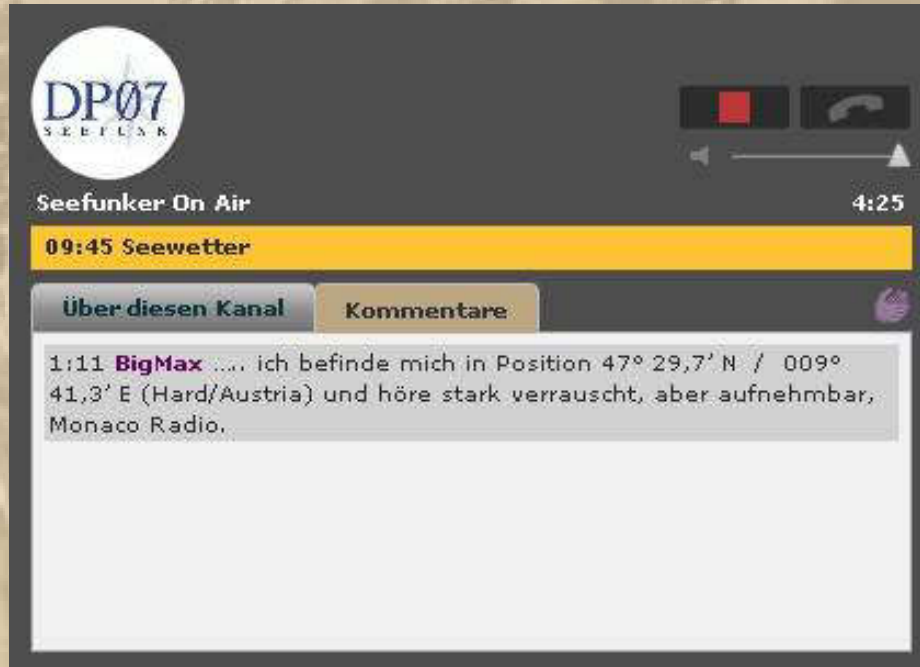 DP07
SEEFUNK
Seefunker On Air
4:25
09:45 Seewetter
Über diesen Kanal
Kommentare
1:11 BigMax .... ich befinde mich in Position 47° 29,7' N / 009°
41,3' E (Hard/Austria) und höre stark verrauscht, aber aufnehmbar,
Monaco Radio.